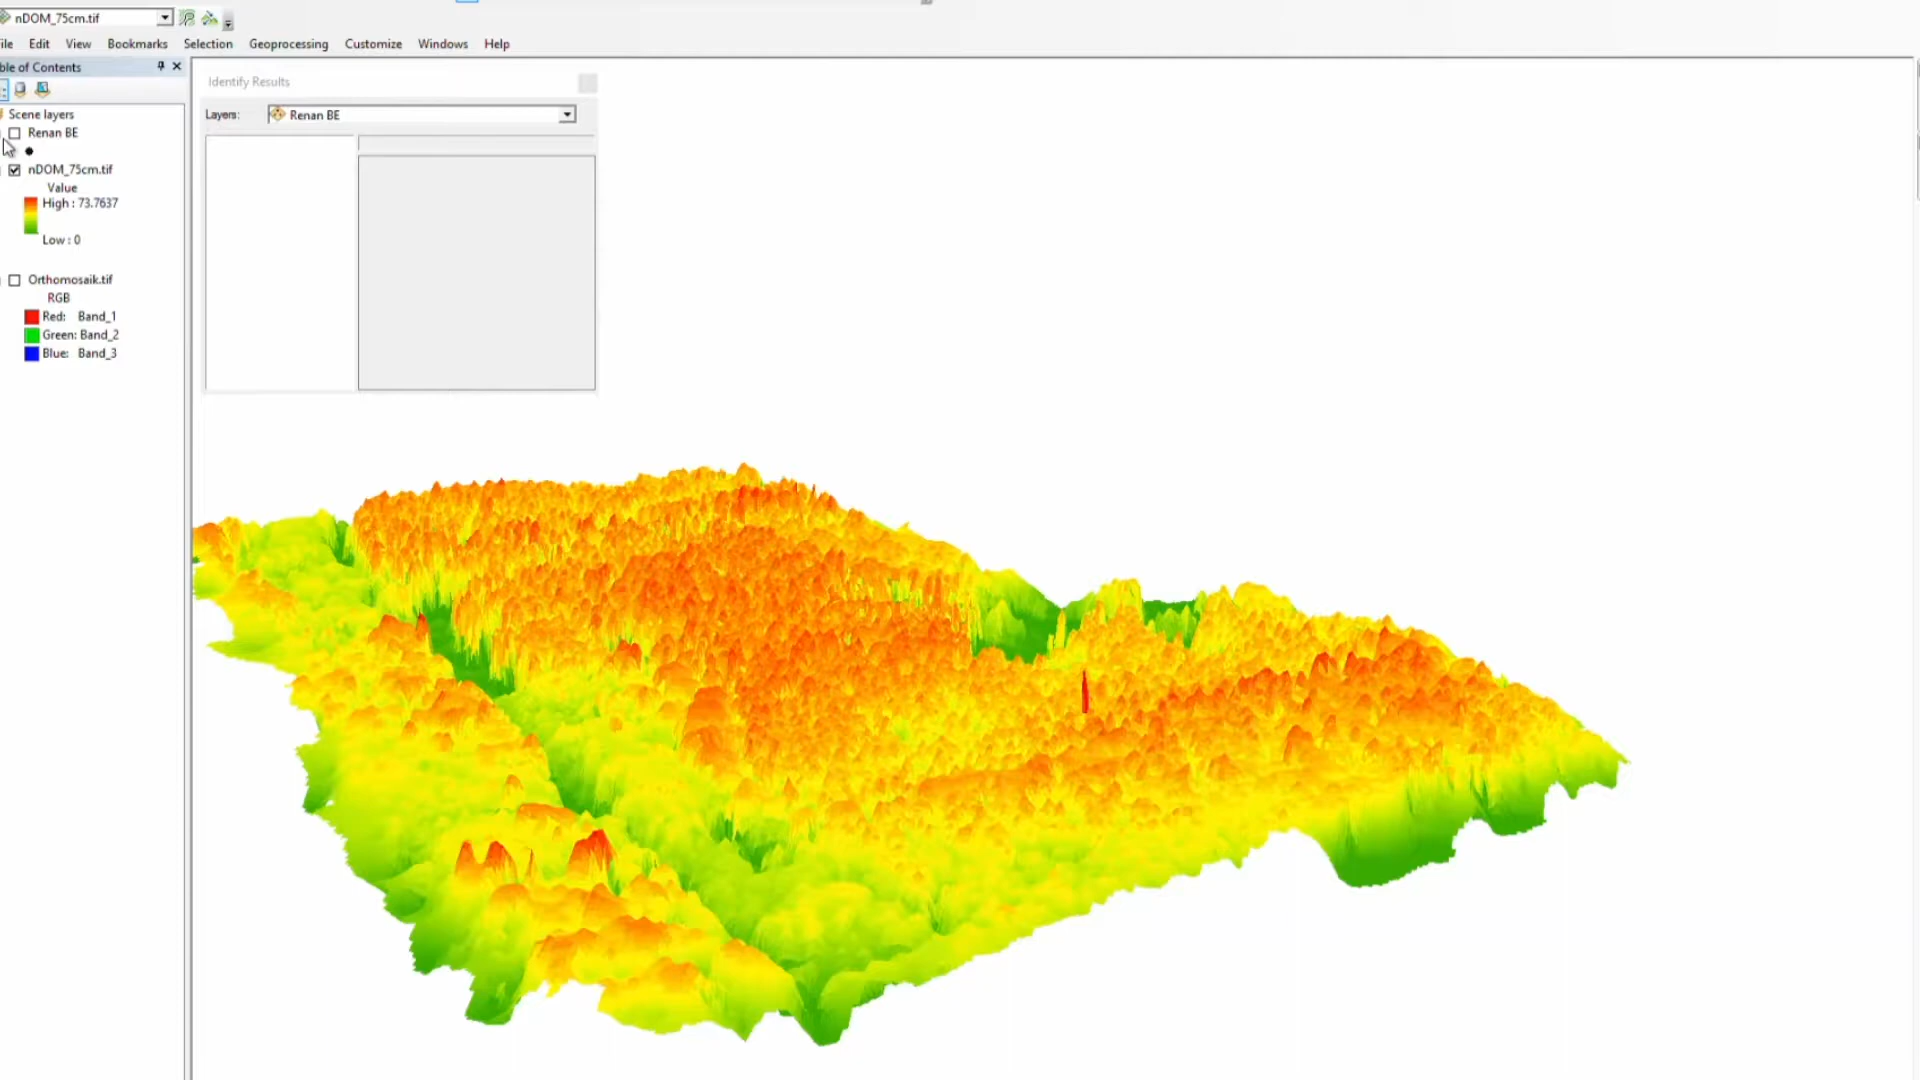 nDOM_75cm.tif
ile Edit View Bookmarks Selection Geoprocessing Customize Windows Help
ble of Contents
Identify Results
Layers: Renan BE
Scene layers
Renan BE
nDOM_75cm.tif
Value
High : 73.7637
Low : 0
Orthomosaik.tif
RGB
Red: Band_1
Green: Band_2
Blue: Band_3